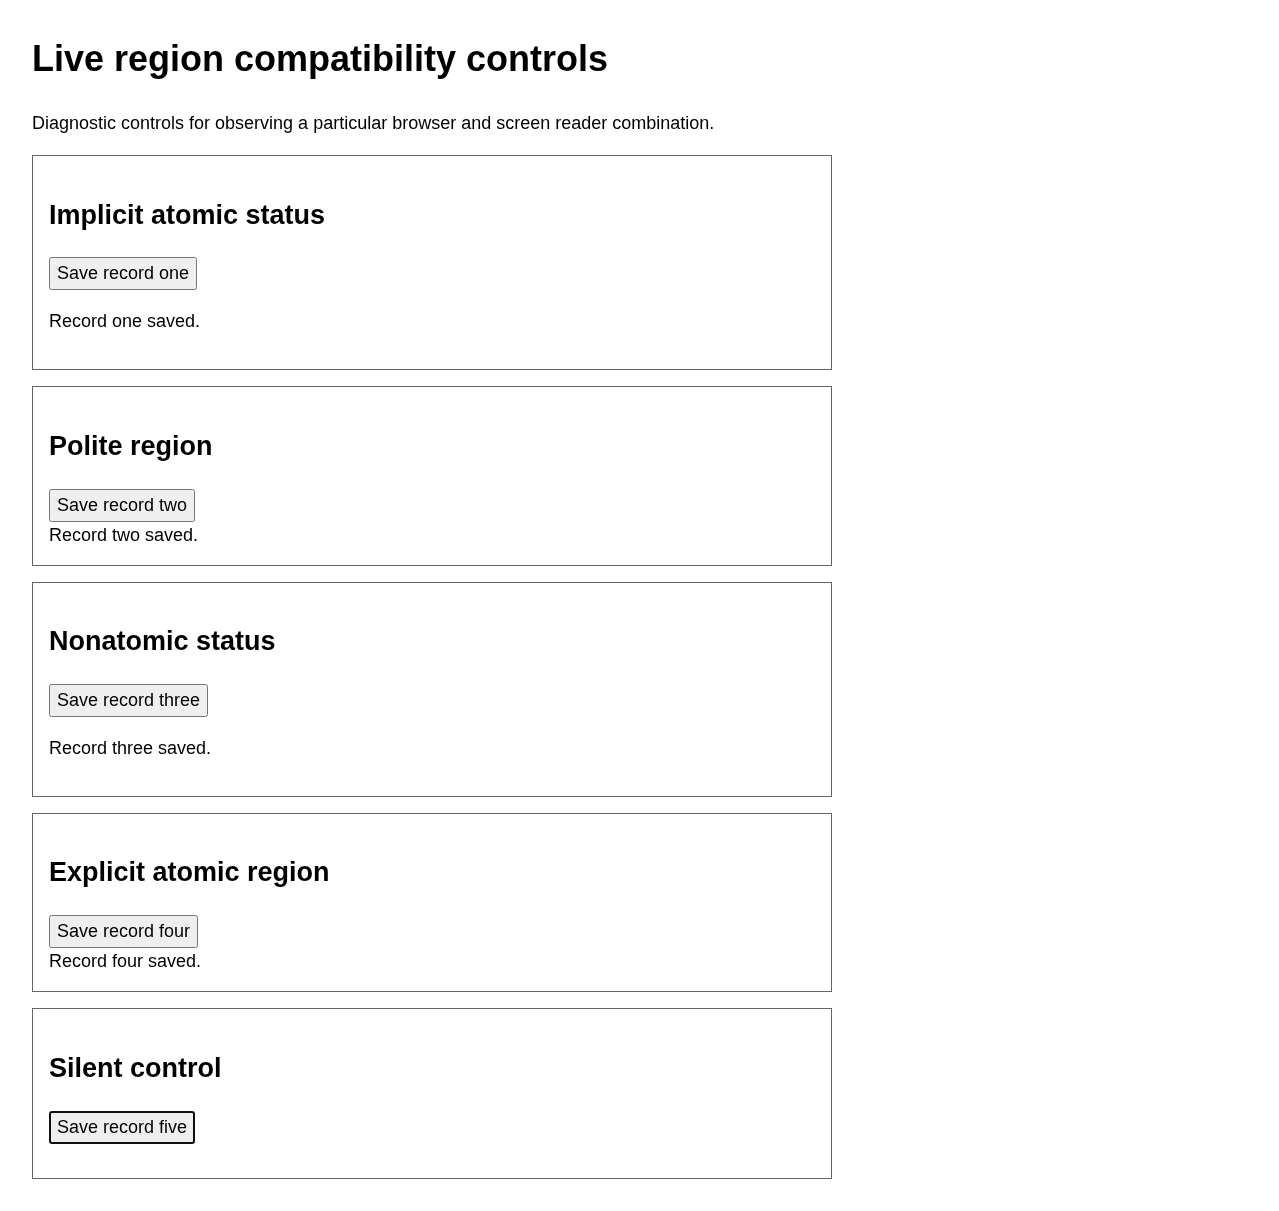 Live region compatibility controls
Diagnostic controls for observing a particular browser and screen reader combination.
Implicit atomic status
Save record one
Record one saved.
Polite region
Save record two
Record two saved.
Nonatomic status
Save record three
Record three saved.
Explicit atomic region
Save record four
Record four saved.
Silent control
Save record five